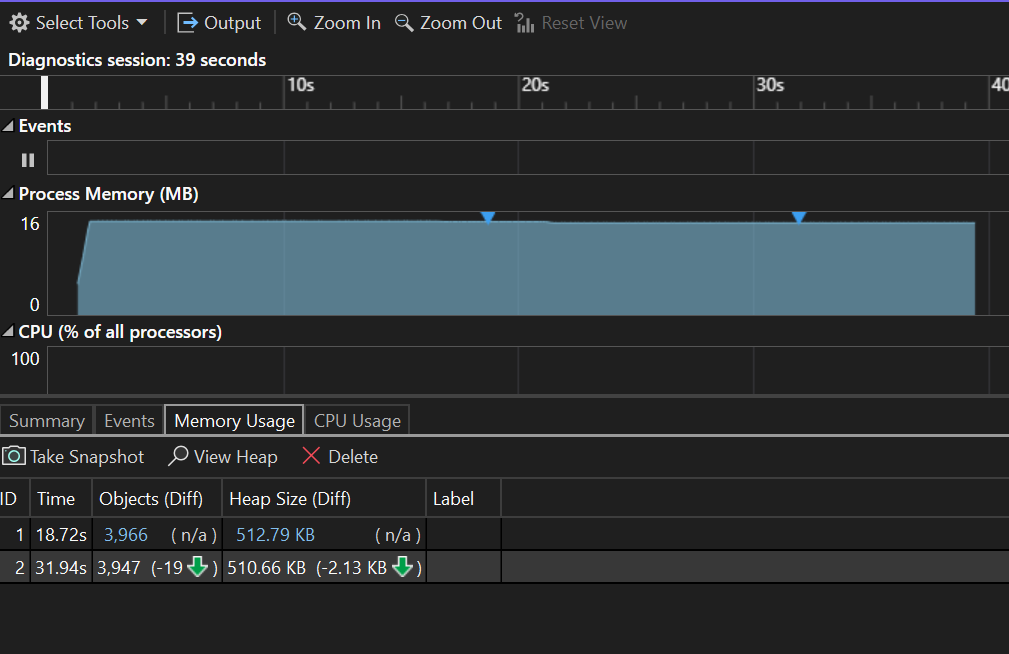 Select Tools Output Zoom In Zoom Out Reset View
Diagnostics session: 39 seconds
10s 20s 30s 40
Events
Process Memory (MB)
16
0
CPU (% of all processors)
100
Summary Events Memory Usage CPU Usage
Take Snapshot View Heap Delete
ID Time Objects (Diff) Heap Size (Diff) Label
1 18.72s 3,966 (n/a) 512.79 KB (n/a)
2 31.94s 3,947 (-19 ) 510.66 KB (-2.13 KB )